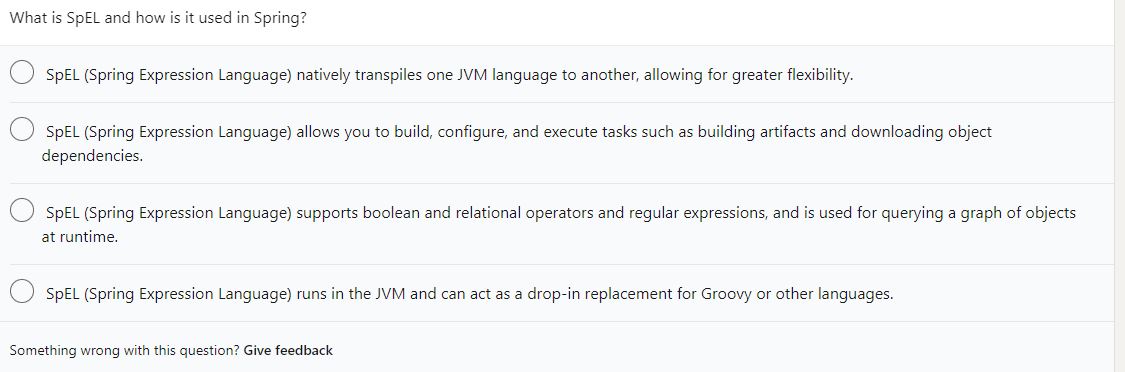 What is SpEL and how is it used in Spring?
SpEL (Spring Expression Language) natively transpiles one JVM language to another, allowing for greater flexibility.
SpEL (Spring Expression Language) allows you to build, configure, and execute tasks such as building artifacts and downloading object
dependencies.
SpEL (Spring Expression Language) supports boolean and relational operators and regular expressions, and is used for querying a graph of objects
at runtime.
SpEL (Spring Expression Language) runs in the JVM and can act as a drop-in replacement for Groovy or other languages.
Something wrong with this question? Give feedback